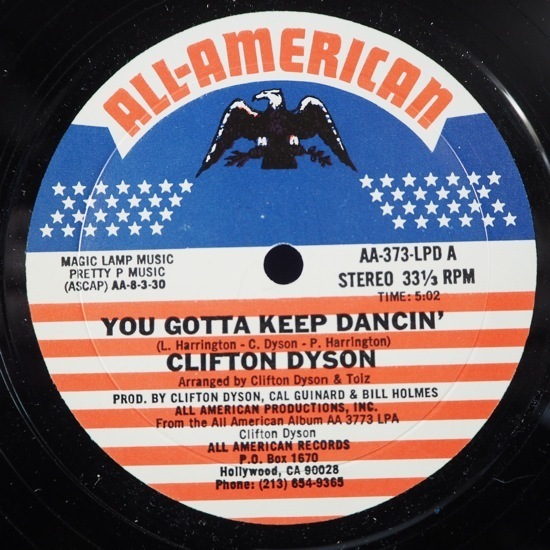 ALL-AMERICAN
MAGIC LAMP MUSIC
PRETTY P MUSIC
(ASCAP) AA-8-3-30
AA-373-LPD A
STEREO 33⅓ RPM
TIME: 5:02
YOU GOTTA KEEP DANCIN'
(L. Harrington - C. Dyson - P. Harrington)
CLIFTON DYSON
Arranged by Clifton Dyson & Tolz
PROD. BY CLIFTON DYSON, CAL GUINARD & BILL HOLMES
ALL AMERICAN PRODUCTIONS, INC.
From the All American Album AA 3773 LPA
Clifton Dyson
ALL AMERICAN RECORDS
P.O. Box 1670
Hollywood, CA 90028
Phone: (213) 654-9365